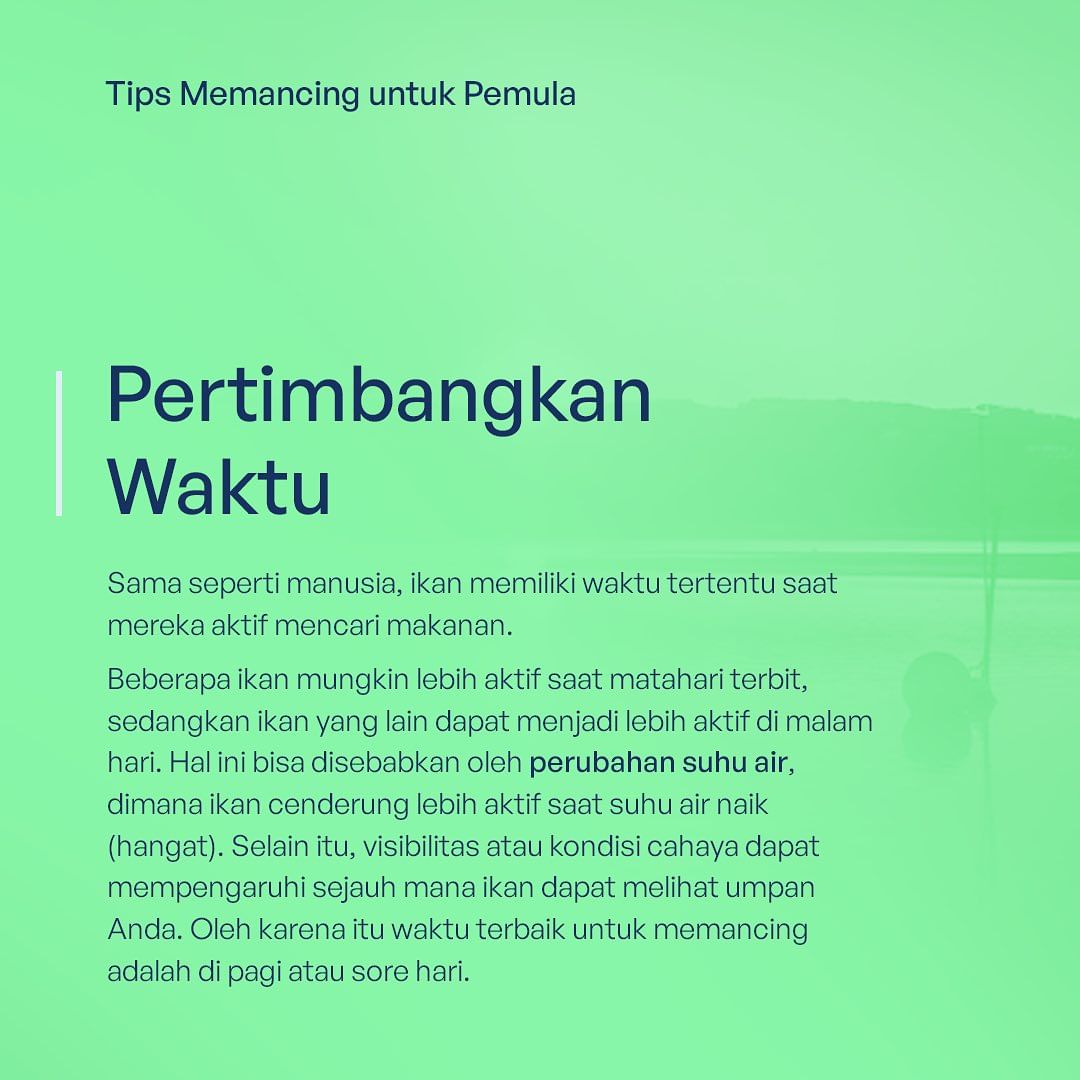 Tips Memancing untuk Pemula
Pertimbangkan
Waktu
Sama seperti manusia, ikan memiliki waktu tertentu saat
mereka aktif mencari makanan.
Beberapa ikan mungkin lebih aktif saat matahari terbit,
sedangkan ikan yang lain dapat menjadi lebih aktif di malam
hari. Hal ini bisa disebabkan oleh perubahan suhu air,
dimana ikan cenderung lebih aktif saat suhu air naik
(hangat). Selain itu, visibilitas atau kondisi cahaya dapat
mempengaruhi sejauh mana ikan dapat melihat umpan
Anda. Oleh karena itu waktu terbaik untuk memancing
adalah di pagi atau sore hari.